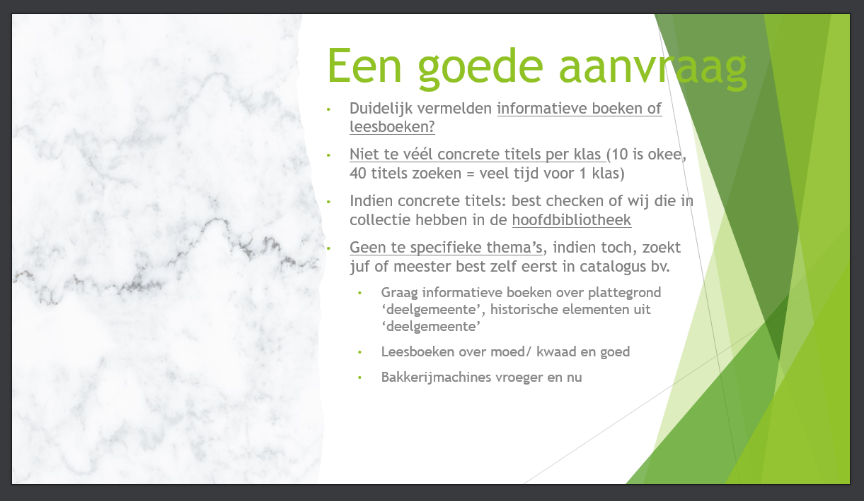 Een goede aanvraag
• Duidelijk vermelden informatieve boeken of
leesboeken?
• Niet te véél concrete titels per klas (10 is okee,
40 titels zoeken = veel tijd voor 1 klas)
• Indien concrete titels: best checken of wij die in
collectie hebben in de hoofdbibliotheek
• Geen te specifieke thema’s, indien toch, zoekt
juf of meester best zelf eerst in catalogus bv.
• Graag informatieve boeken over plattegrond
‘deelgemeente’, historische elementen uit
‘deelgemeente’
• Leesboeken over moed/ kwaad en goed
• Bakkerijmachines vroeger en nu